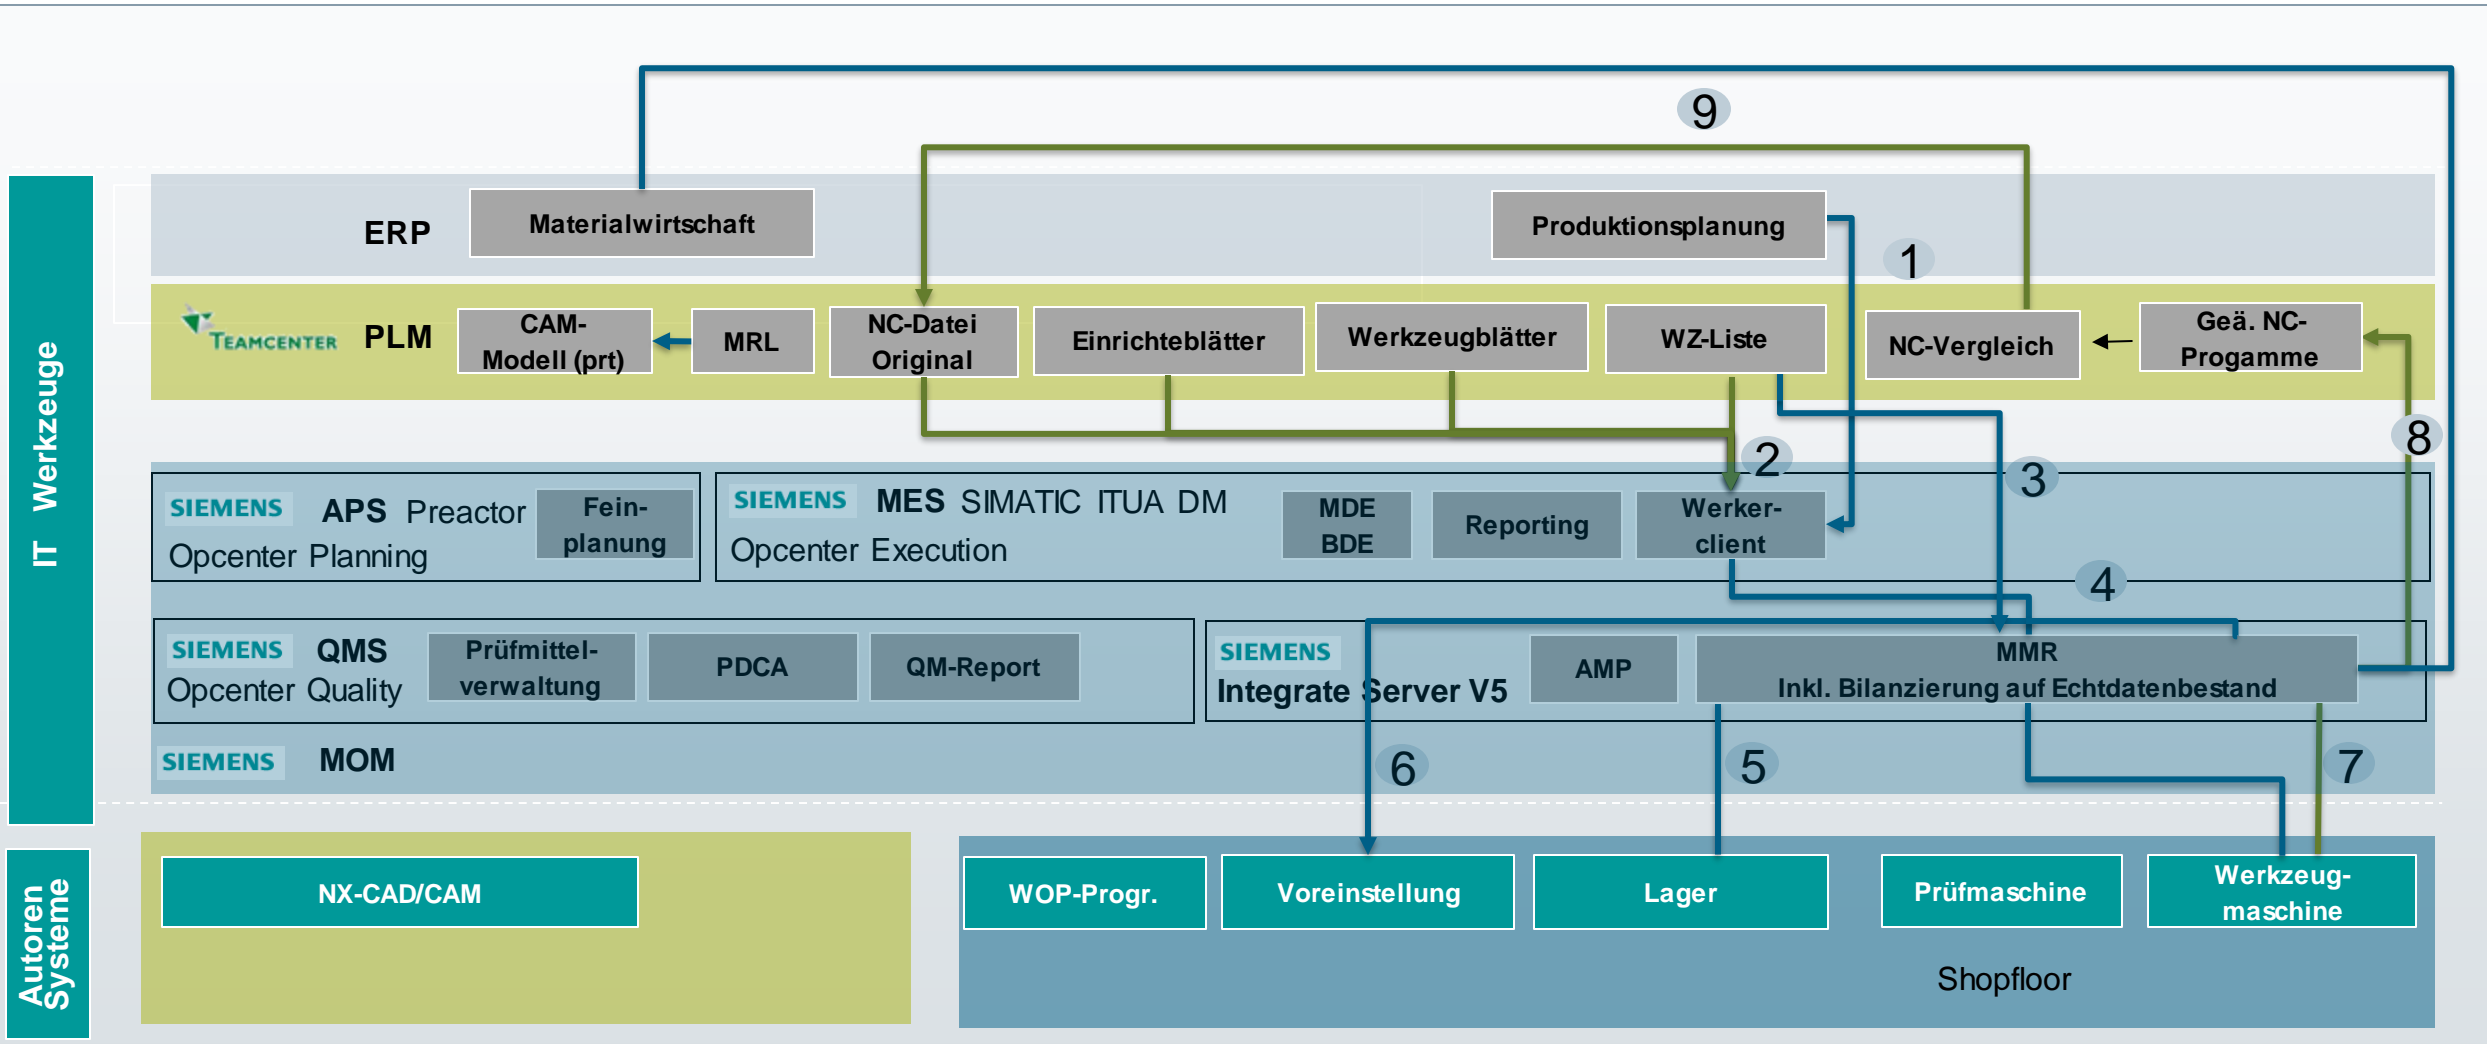 9
IT Werkzeuge
ERP
Materialwirtschaft
Produktionsplanung
1
TEAMCENTER
PLM
CAM-
Modell (prt)
MRL
NC-Datei
Original
Einrichteblätter
Werkzeugblätter
WZ-Liste
NC-Vergleich
Geä. NC-
Progamme
8
2
3
SIEMENS
APS Preactor
Opcenter Planning
Fein-
planung
SIEMENS
MES SIMATIC ITUA DM
Opcenter Execution
MDE
BDE
Reporting
Werker-
client
4
SIEMENS
QMS
Opcenter Quality
Prüfmittel-
verwaltung
PDCA
QM-Report
SIEMENS
Integrate Server V5
AMP
MMR
Inkl. Bilanzierung auf Echtdatenbestand
SIEMENS
MOM
6
5
7
Autoren
Systeme
NX-CAD/CAM
WOP-Progr.
Voreinstellung
Lager
Prüfmaschine
Werkzeug-
maschine
Shopfloor